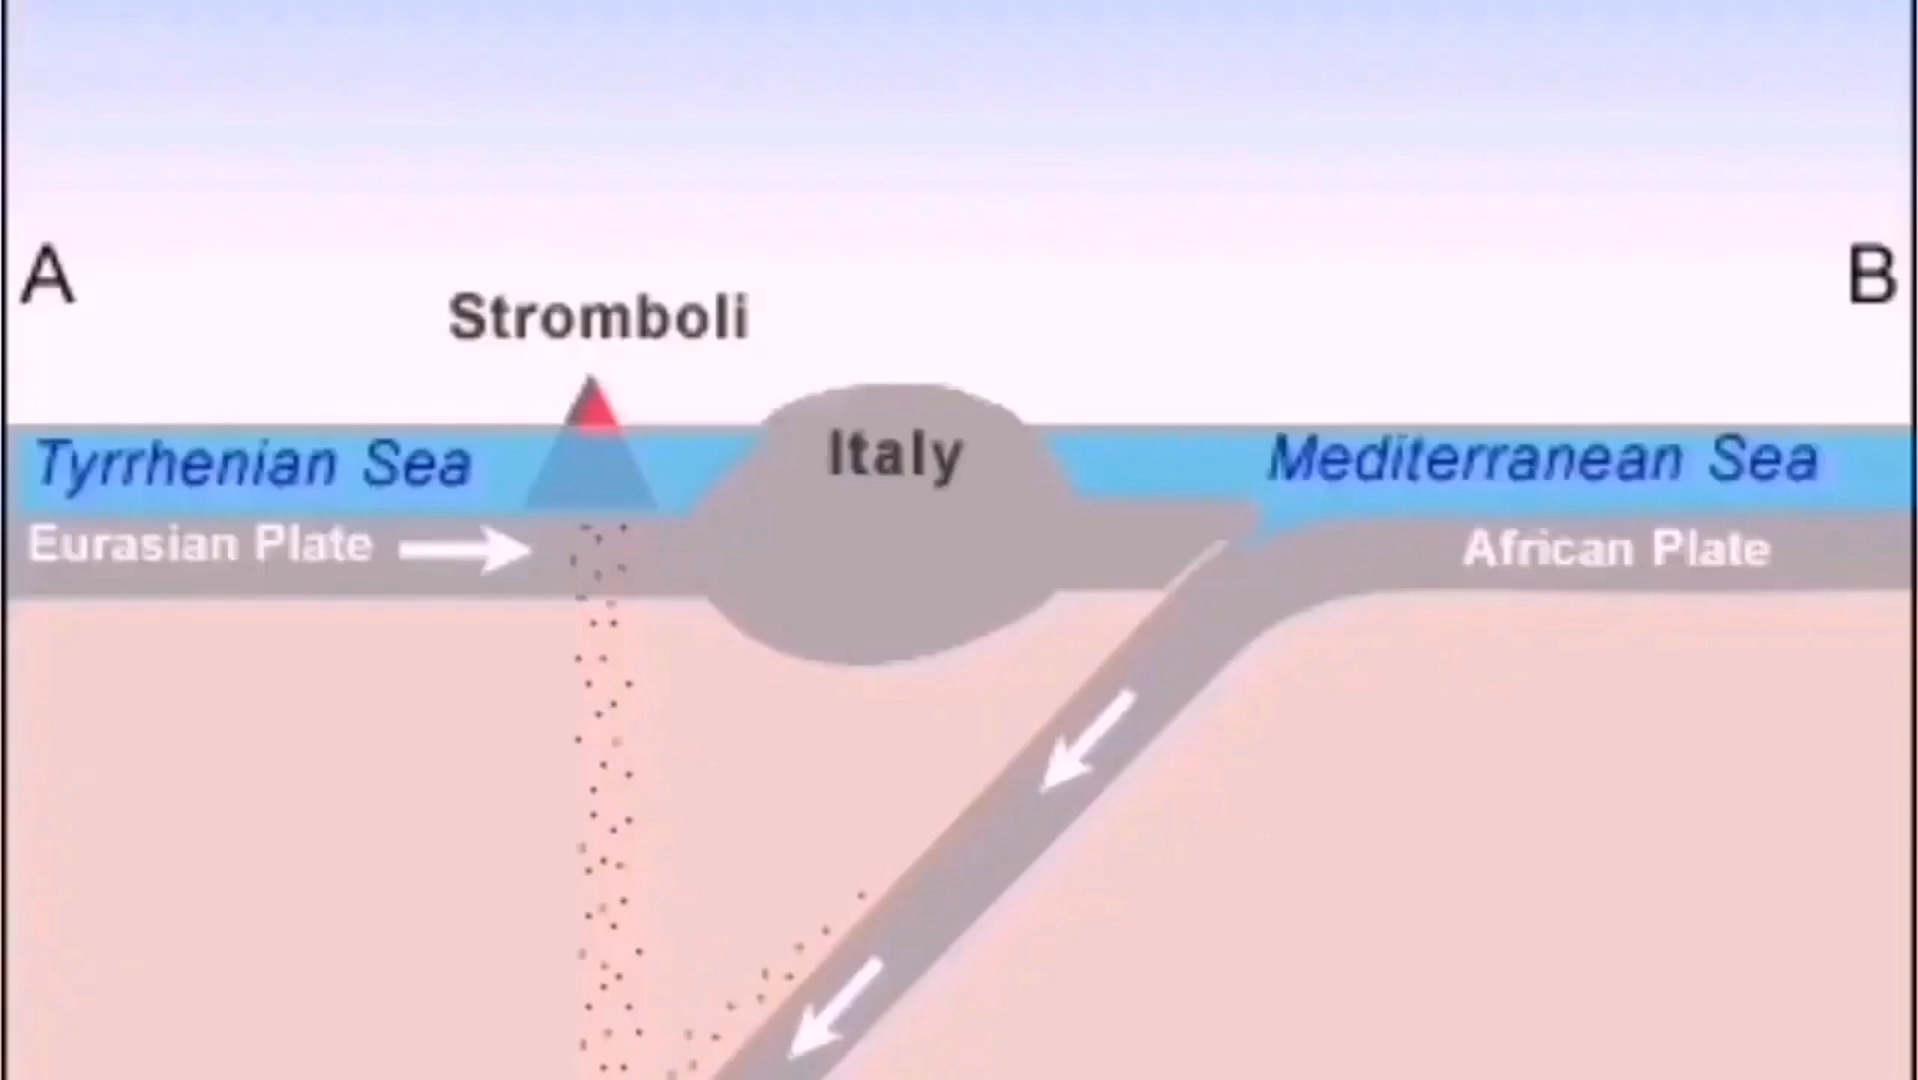 A
B
Stromboli
Italy
Tyrrhenian Sea
Mediterranean Sea
Eurasian Plate
African Plate